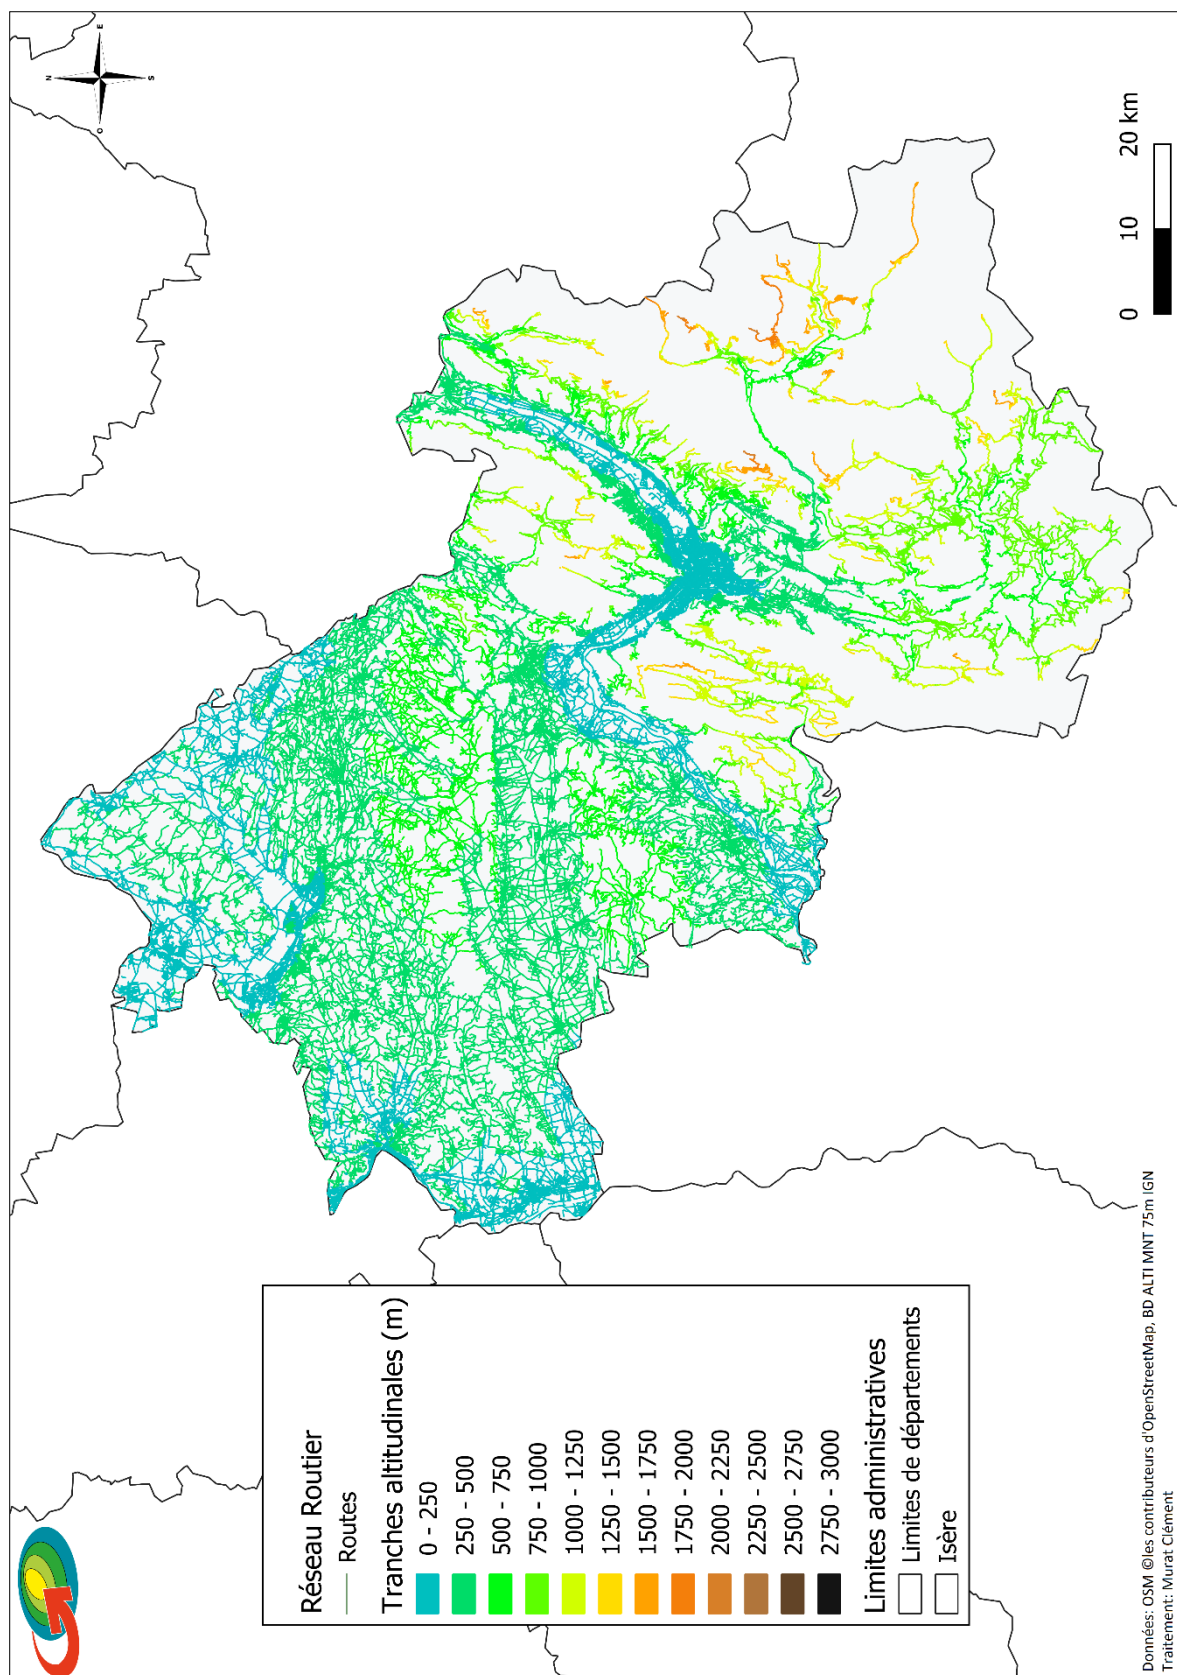 N
E
S
O
Réseau Routier
Routes
Tranches altitudinales (m)
0 - 250
250 - 500
500 - 750
750 - 1000
1000 - 1250
1250 - 1500
1500 - 1750
1750 - 2000
2000 - 2250
2250 - 2500
2500 - 2750
2750 - 3000
Limites administratives
Limites de départements
Isère
0 10 20 km
Données: OSM ©les contributeurs d'OpenStreetMap, BD ALTI MNT 75m IGN
Traitement: Murat Clément